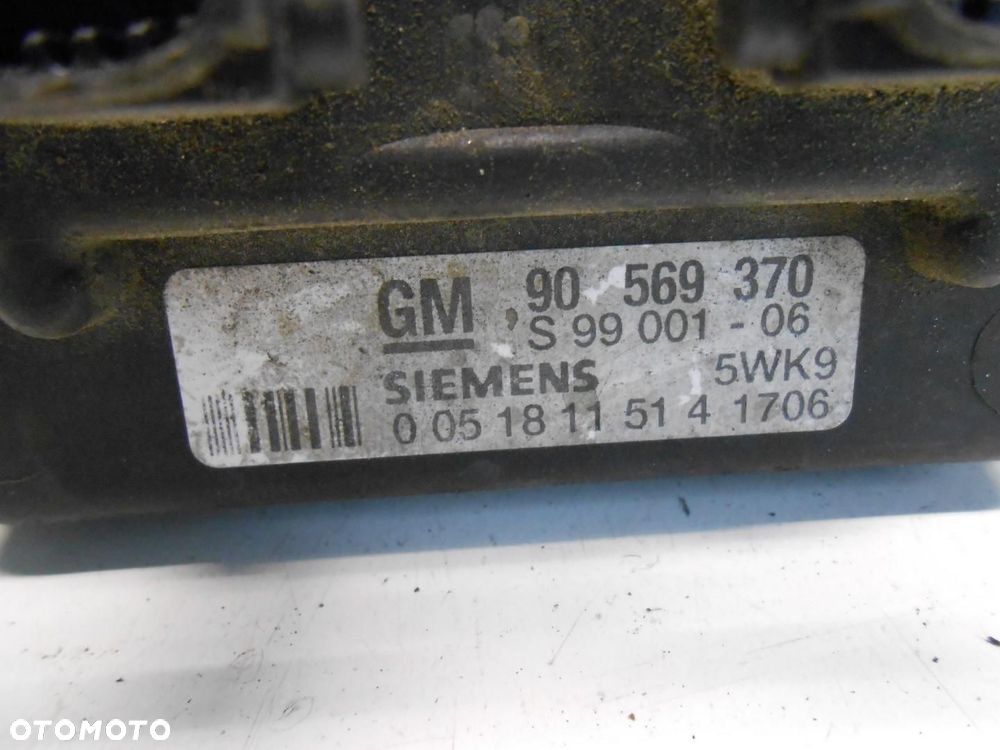 GM 90 569 370
S 99 001 - 06
SIEMENS 5WK9
0 05 18 11 51 4 1706
OTOMOTO